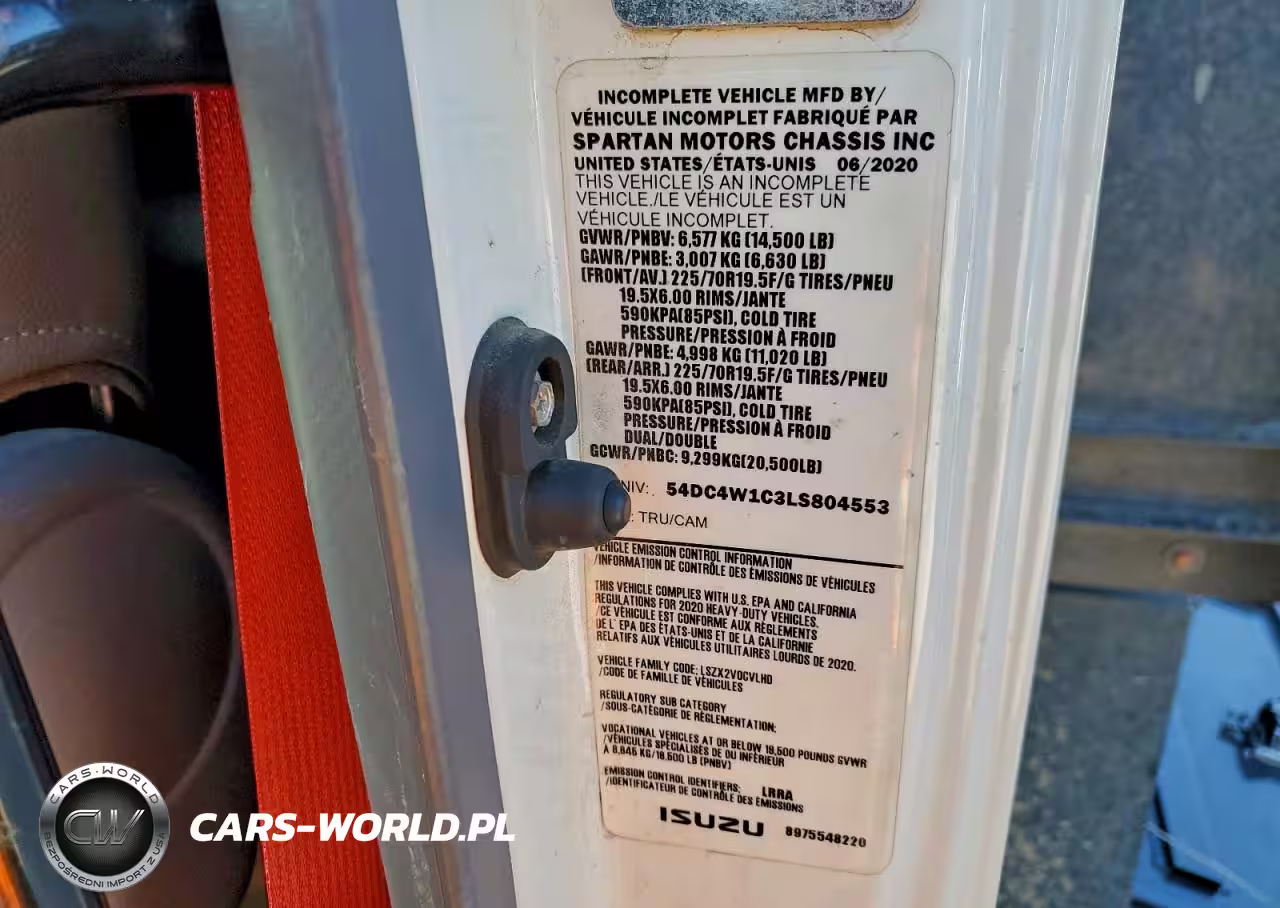 INCOMPLETE VEHICLE MFD BY/
VÉHICULE INCOMPLET FABRIQUÉ PAR
SPARTAN MOTORS CHASSIS INC
UNITED STATES/ÉTATS-UNIS 06/2020
THIS VEHICLE IS AN INCOMPLETE
VEHICLE./LE VÉHICULE EST UN
VÉHICULE INCOMPLET.
GVWR/PNBV: 6,577 KG (14,500 LB)
GAWR/PNBE: 3,007 KG (6,630 LB)
(FRONT/AV.) 225/70R19.5F/G TIRES/PNEU
19.5X6.00 RIMS/JANTE
590KPA(85PSI), COLD TIRE
PRESSURE/PRESSION À FROID
GAWR/PNBE: 4,998 KG (11,020 LB)
(REAR/ARR.) 225/70R19.5F/G TIRES/PNEU
19.5X6.00 RIMS/JANTE
590KPA(85PSI), COLD TIRE
PRESSURE/PRESSION À FROID
DUAL/DOUBLE
GCWR/PNBC: 9,299KG(20,500LB)
NIV: 54DC4W1C3LS804553
: TRU/CAM
VEHICLE EMISSION CONTROL INFORMATION
/INFORMATION DE CONTRÔLE DES ÉMISSIONS DE VÉHICULES
THIS VEHICLE COMPLIES WITH U.S. EPA AND CALIFORNIA
REGULATIONS FOR 2020 HEAVY-DUTY VEHICLES.
/CE VÉHICULE EST CONFORME AUX RÈGLEMENTS
DE L' EPA DES ÉTATS-UNIS ET DE LA CALIFORNIE
RELATIFS AUX VÉHICULES UTILITAIRES LOURDS DE 2020.
VEHICLE FAMILY CODE: LSZX2VOCVLHD
/CODE DE FAMILLE DE VÉHICULES
REGULATORY SUB CATEGORY
/SOUS-CATÉGORIE DE RÉGLEMENTATION:
VOCATIONAL VEHICLES AT OR BELOW 19,500 POUNDS GVWR
/VÉHICULES SPÉCIALISÉS DE OU INFÉRIEUR
À 8,845 KG/19,500 LB (PNBV)
EMISSION CONTROL IDENTIFIERS: LRRA
/IDENTIFICATEUR DE CONTRÔLE DES ÉMISSIONS
ISUZU 8975548220
CARS-WORLD
CW
BEZPOŚREDNI IMPORT Z USA
CARS-WORLD.PL